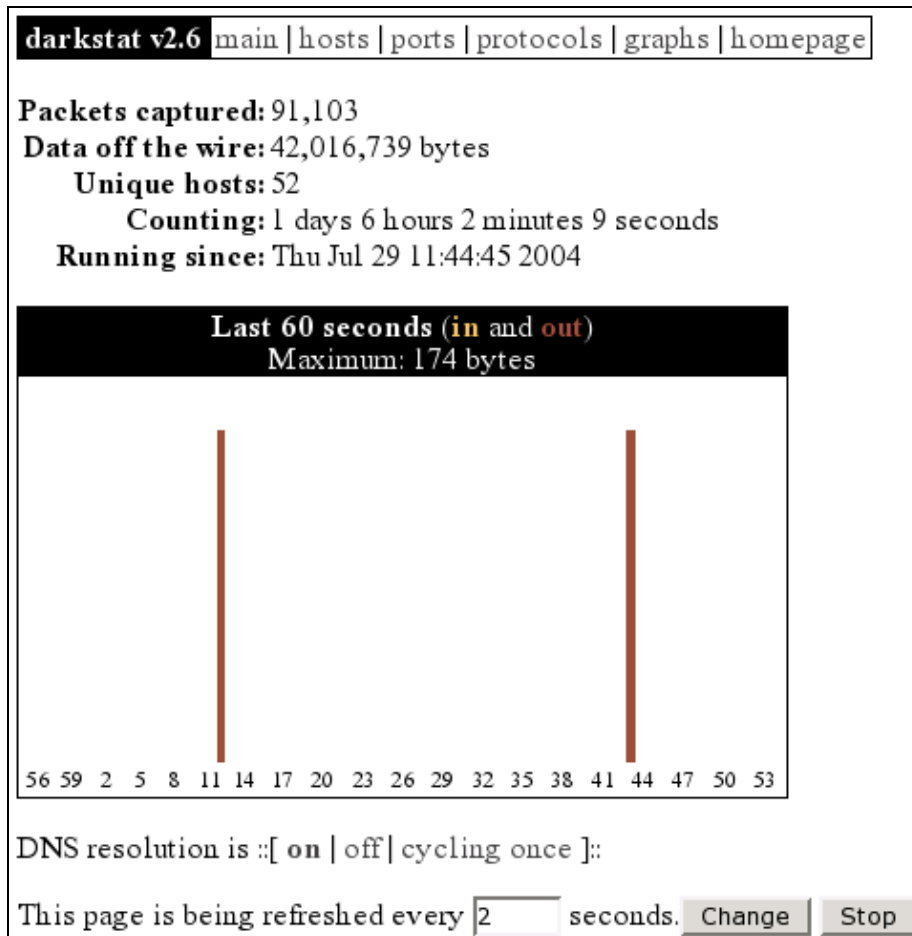 darkstat v2.6 main | hosts | ports | protocols | graphs | homepage
Packets captured: 91,103
Data off the wire: 42,016,739 bytes
Unique hosts: 52
Counting: 1 days 6 hours 2 minutes 9 seconds
Running since: Thu Jul 29 11:44:45 2004
Last 60 seconds (in and out)
Maximum: 174 bytes
56 59 2 5 8 11 14 17 20 23 26 29 32 35 38 41 44 47 50 53
DNS resolution is ::[ on | off | cycling once ]::
This page is being refreshed every 2 seconds. Change Stop